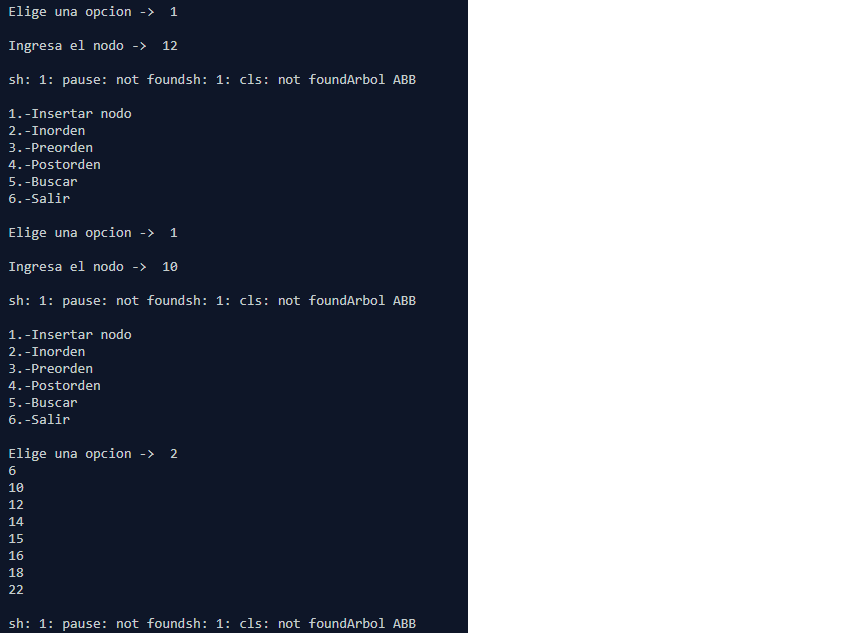 Elige una opcion ->  1
Ingresa el nodo ->  12
sh: 1: pause: not foundsh: 1: cls: not foundArbol ABB
1.-Insertar nodo
2.-Inorden
3.-Preorden
4.-Postorden
5.-Buscar
6.-Salir
Elige una opcion ->  1
Ingresa el nodo ->  10
sh: 1: pause: not foundsh: 1: cls: not foundArbol ABB
1.-Insertar nodo
2.-Inorden
3.-Preorden
4.-Postorden
5.-Buscar
6.-Salir
Elige una opcion ->  2
6
10
12
14
15
16
18
22
sh: 1: pause: not foundsh: 1: cls: not foundArbol ABB